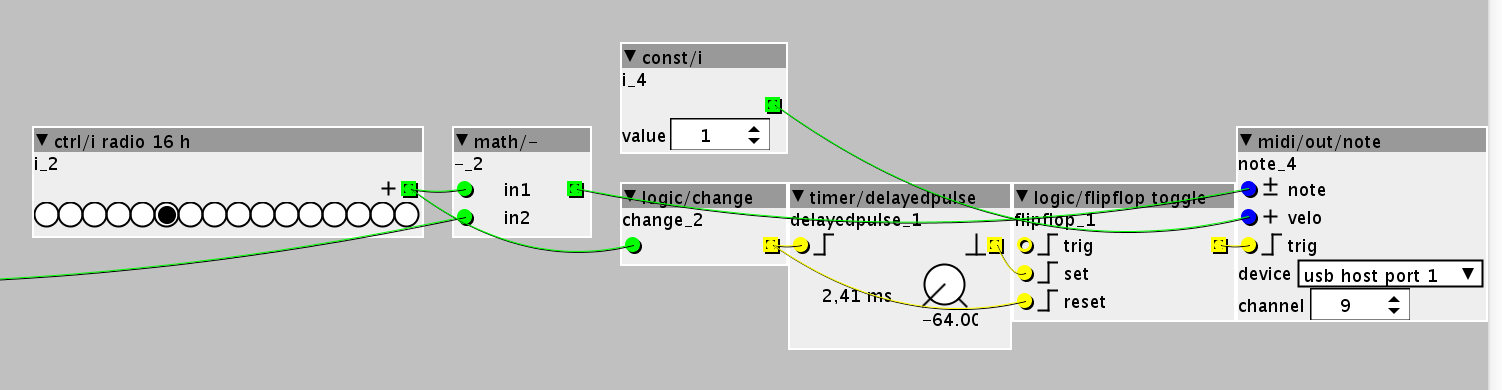 ctrl/i radio 16 h
i_2
+
math/-
-_2
in1
in2
const/i
i_4
value 1
logic/change
change_2
timer/delayedpulse
delayedpulse_1
2,41 ms
-64.00
logic/flipflop toggle
flipflop_1
trig
set
reset
midi/out/note
note_4
± note
+ velo
trig
device usb host port 1
channel 9